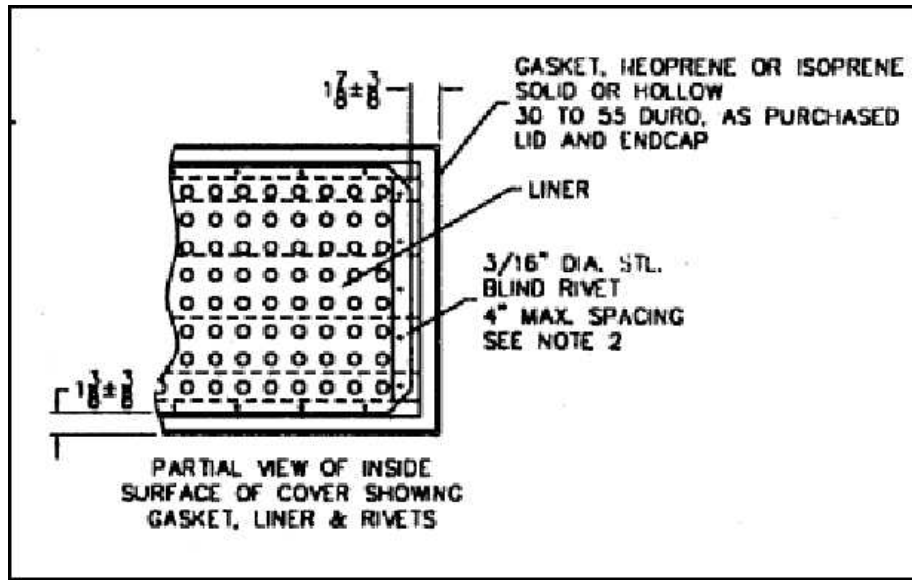 1 7/8 ± 3/8
GASKET, NEOPRENE OR ISOPRENE
SOLID OR HOLLOW
30 TO 55 DURO, AS PURCHASED
LID AND ENDCAP
LINER
3/16" DIA. STL.
BLIND RIVET
4" MAX. SPACING
SEE NOTE 2
1 3/8 ± 3/8
PARTIAL VIEW OF INSIDE
SURFACE OF COVER SHOWING
GASKET, LINER & RIVETS